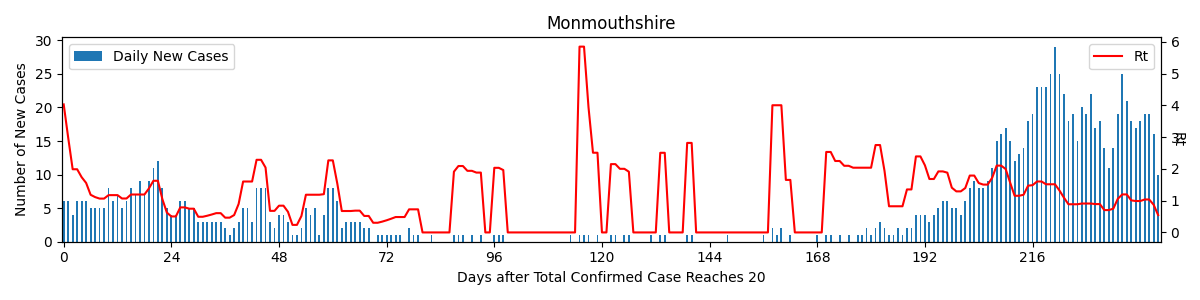 Monmouthshire
Daily New Cases
Rt
Number of New Cases
30
25
20
15
10
5
0
6
5
4
3
2
1
0
Rt
0 24 48 72 96 120 144 168 192 216
Days after Total Confirmed Case Reaches 20